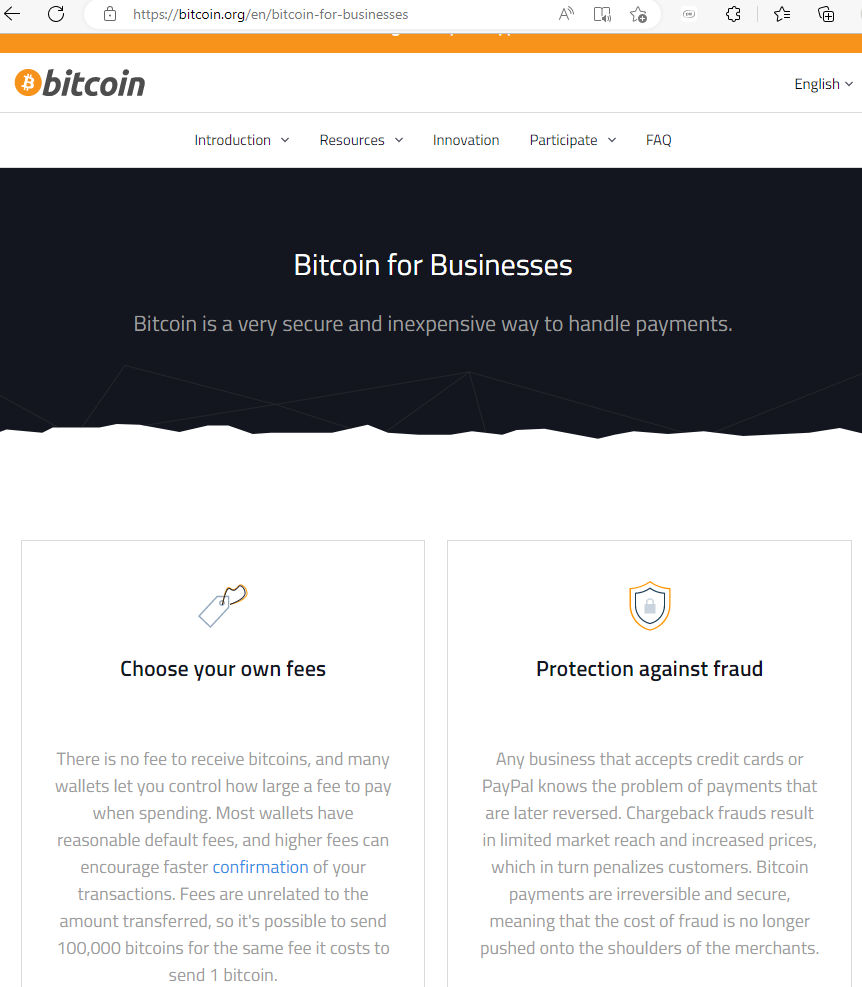 https://bitcoin.org/en/bitcoin-for-businesses
bitcoin
English
Introduction Resources Innovation Participate FAQ
Bitcoin for Businesses
Bitcoin is a very secure and inexpensive way to handle payments.
Choose your own fees
There is no fee to receive bitcoins, and many
wallets let you control how large a fee to pay
when spending. Most wallets have
reasonable default fees, and higher fees can
encourage faster confirmation of your
transactions. Fees are unrelated to the
amount transferred, so it's possible to send
100,000 bitcoins for the same fee it costs to
send 1 bitcoin.
Protection against fraud
Any business that accepts credit cards or
PayPal knows the problem of payments that
are later reversed. Chargeback frauds result
in limited market reach and increased prices,
which in turn penalizes customers. Bitcoin
payments are irreversible and secure,
meaning that the cost of fraud is no longer
pushed onto the shoulders of the merchants.